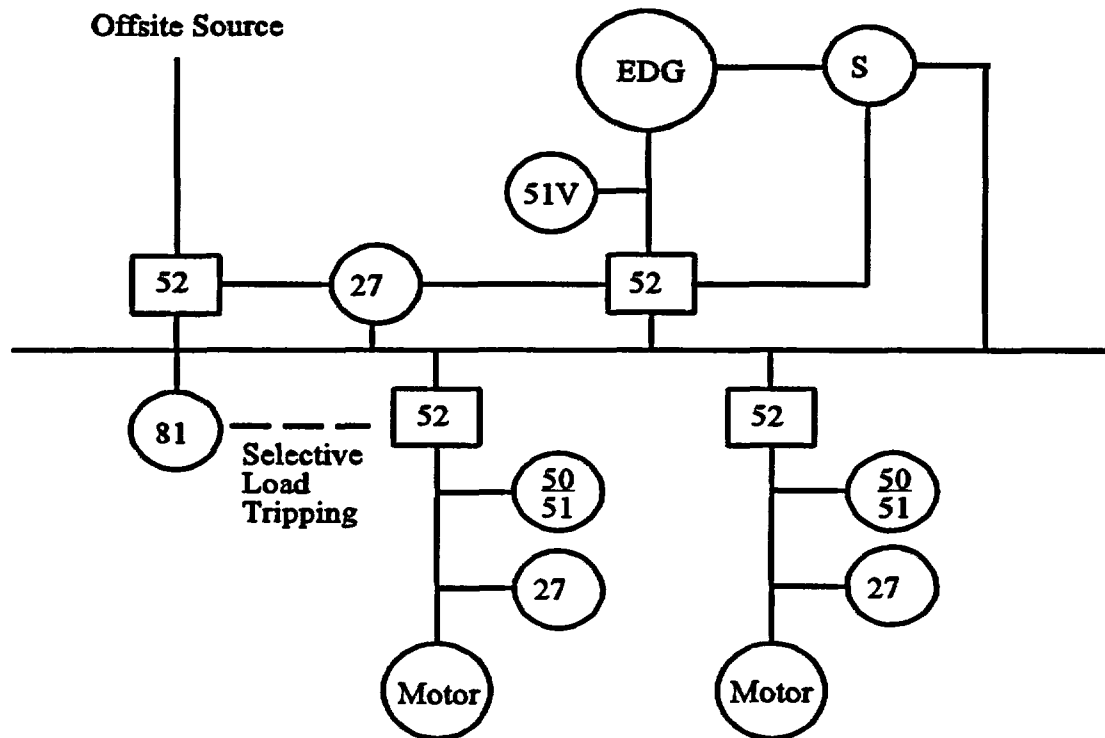 Offsite Source
EDG
S
51V
52
27
52
81
Selective
Load
Tripping
52
52
50
51
50
51
27
27
Motor
Motor